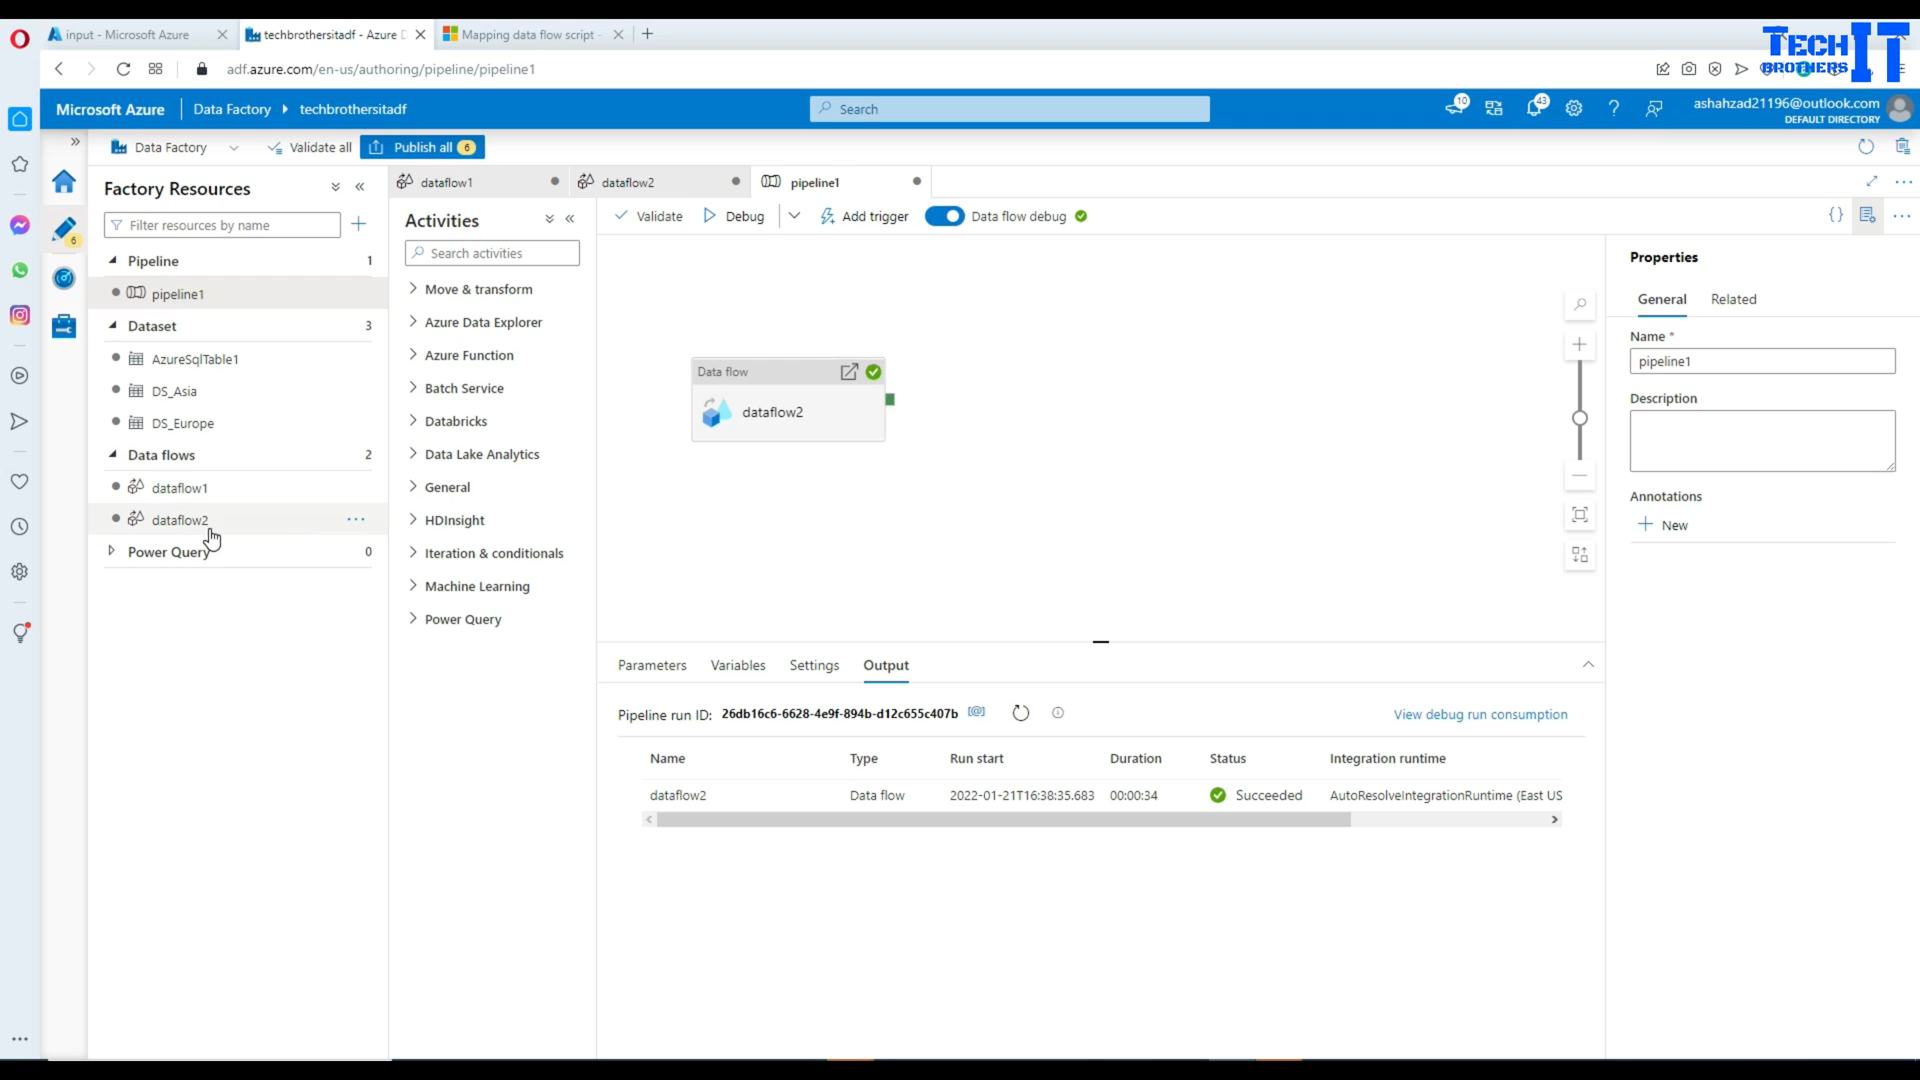 input - Microsoft Azure
techbrothersitadf - Azure D
Mapping data flow script -
TECH IT
BROTHERS
adf.azure.com/en-us/authoring/pipeline/pipeline1
Microsoft Azure
Data Factory
techbrothersitadf
Search
10
43
ashahzad21196@outlook.com
DEFAULT DIRECTORY
Data Factory
Validate all
Publish all 6
Factory Resources
Filter resources by name
6
Pipeline 1
pipeline1
Dataset 3
AzureSqlTable1
DS_Asia
DS_Europe
Data flows 2
dataflow1
dataflow2
Power Query 0
dataflow1
dataflow2
pipeline1
Activities
Search activities
Move & transform
Azure Data Explorer
Azure Function
Batch Service
Databricks
Data Lake Analytics
General
HDInsight
Iteration & conditionals
Machine Learning
Power Query
Validate
Debug
Add trigger
Data flow debug
Data flow
dataflow2
Parameters
Variables
Settings
Output
Pipeline run ID: 26db16c6-6628-4e9f-894b-d12c655c407b
View debug run consumption
Name Type Run start Duration Status Integration runtime
dataflow2 Data flow 2022-01-21T16:38:35.683 00:00:34 Succeeded AutoResolveIntegrationRuntime (East US
Properties
General
Related
Name *
pipeline1
Description
Annotations
New